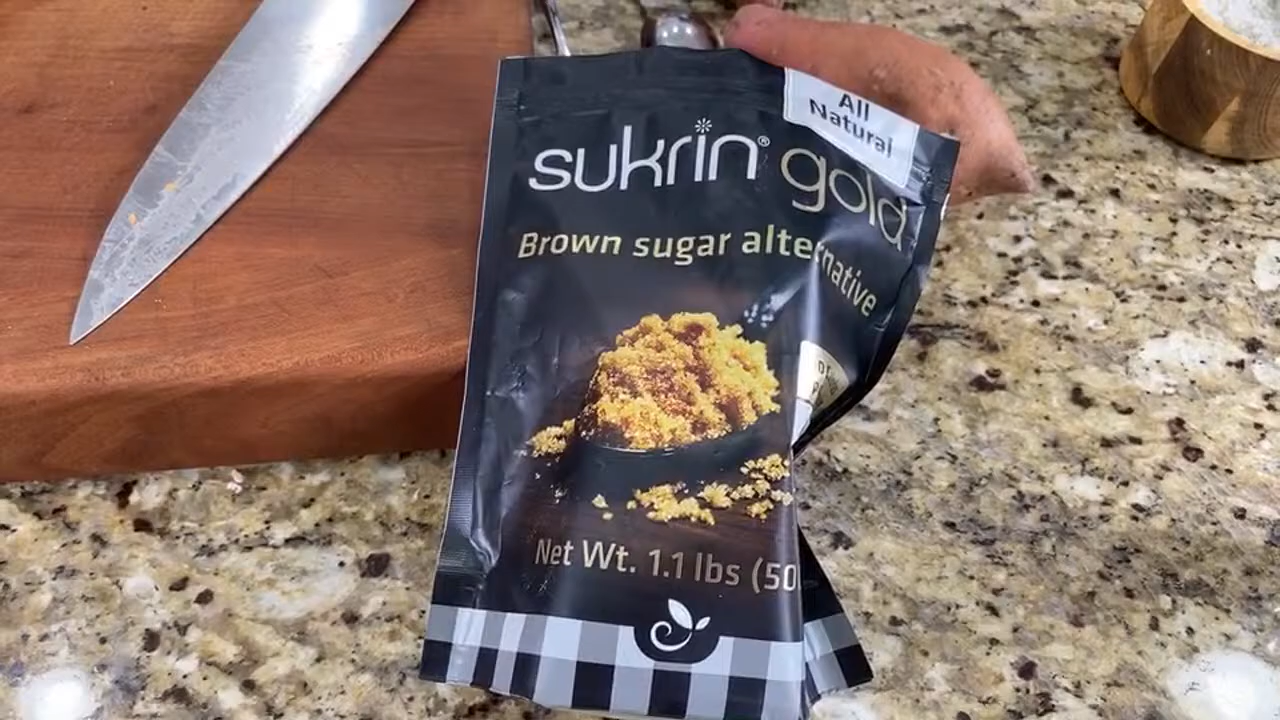 All
Natural
sukrin® gold
Brown sugar alternative
Net Wt. 1.1 lbs (50